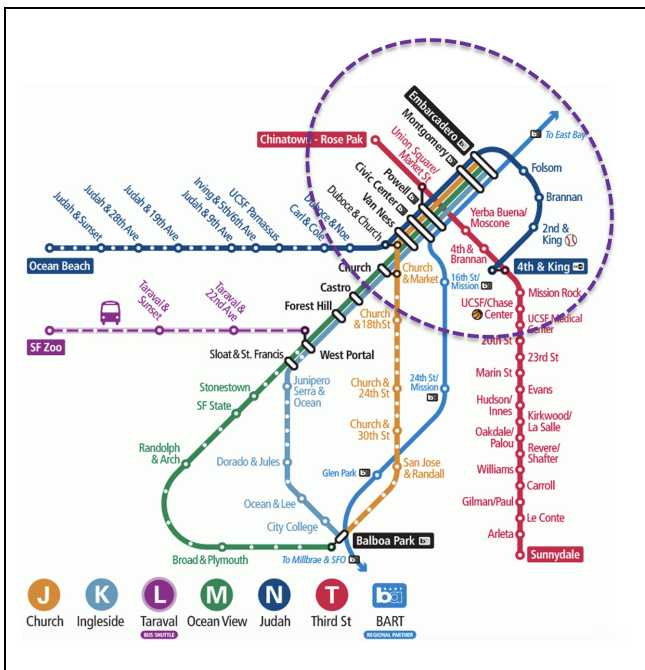 Embarcadero
Montgomery
To East Bay
Chinatown - Rose Pak
Union Square/
Market St
Powell
Civic Center
Van Ness
Folsom
Brannan
2nd &
King
4th & King
Yerba Buena/
Moscone
4th &
Brannan
Judah & Sunset
Judah & 28th Ave
Judah & 19th Ave
Judah & 9th Ave
Irving & 5th/6th Ave
UCSF Parnassus
Carl & Cole
Duboce & Noe
Duboce & Church
Ocean Beach
Church
Castro
Forest Hill
Church
& Market
16th St/
Mission
Mission Rock
UCSF/Chase
Center
UCSF Medical
Center
20th St
23rd St
Marin St
Evans
Hudson/
Innes
Kirkwood/
La Salle
Oakdale/
Palou
Revere/
Shafter
Williams
Carroll
Gilman/Paul
Le Conte
Arleta
Sunnydale
Taraval &
Sunset
Taraval &
22nd Ave
SF Zoo
Church
& 18th St
Sloat & St. Francis
West Portal
Junipero
Serra &
Ocean
Stonestown
SF State
Church &
24th St
24th St/
Mission
Church &
30th St
Randolph
& Arch
Dorado & Jules
Glen Park
San Jose
& Randall
Ocean & Lee
City College
Balboa Park
Broad & Plymouth
To Millbrae & SFO
J
Church
K
Ingleside
L
Taraval
BUS SHUTTLE
M
Ocean View
N
Judah
T
Third St
ba
BART
REGIONAL PARTNER